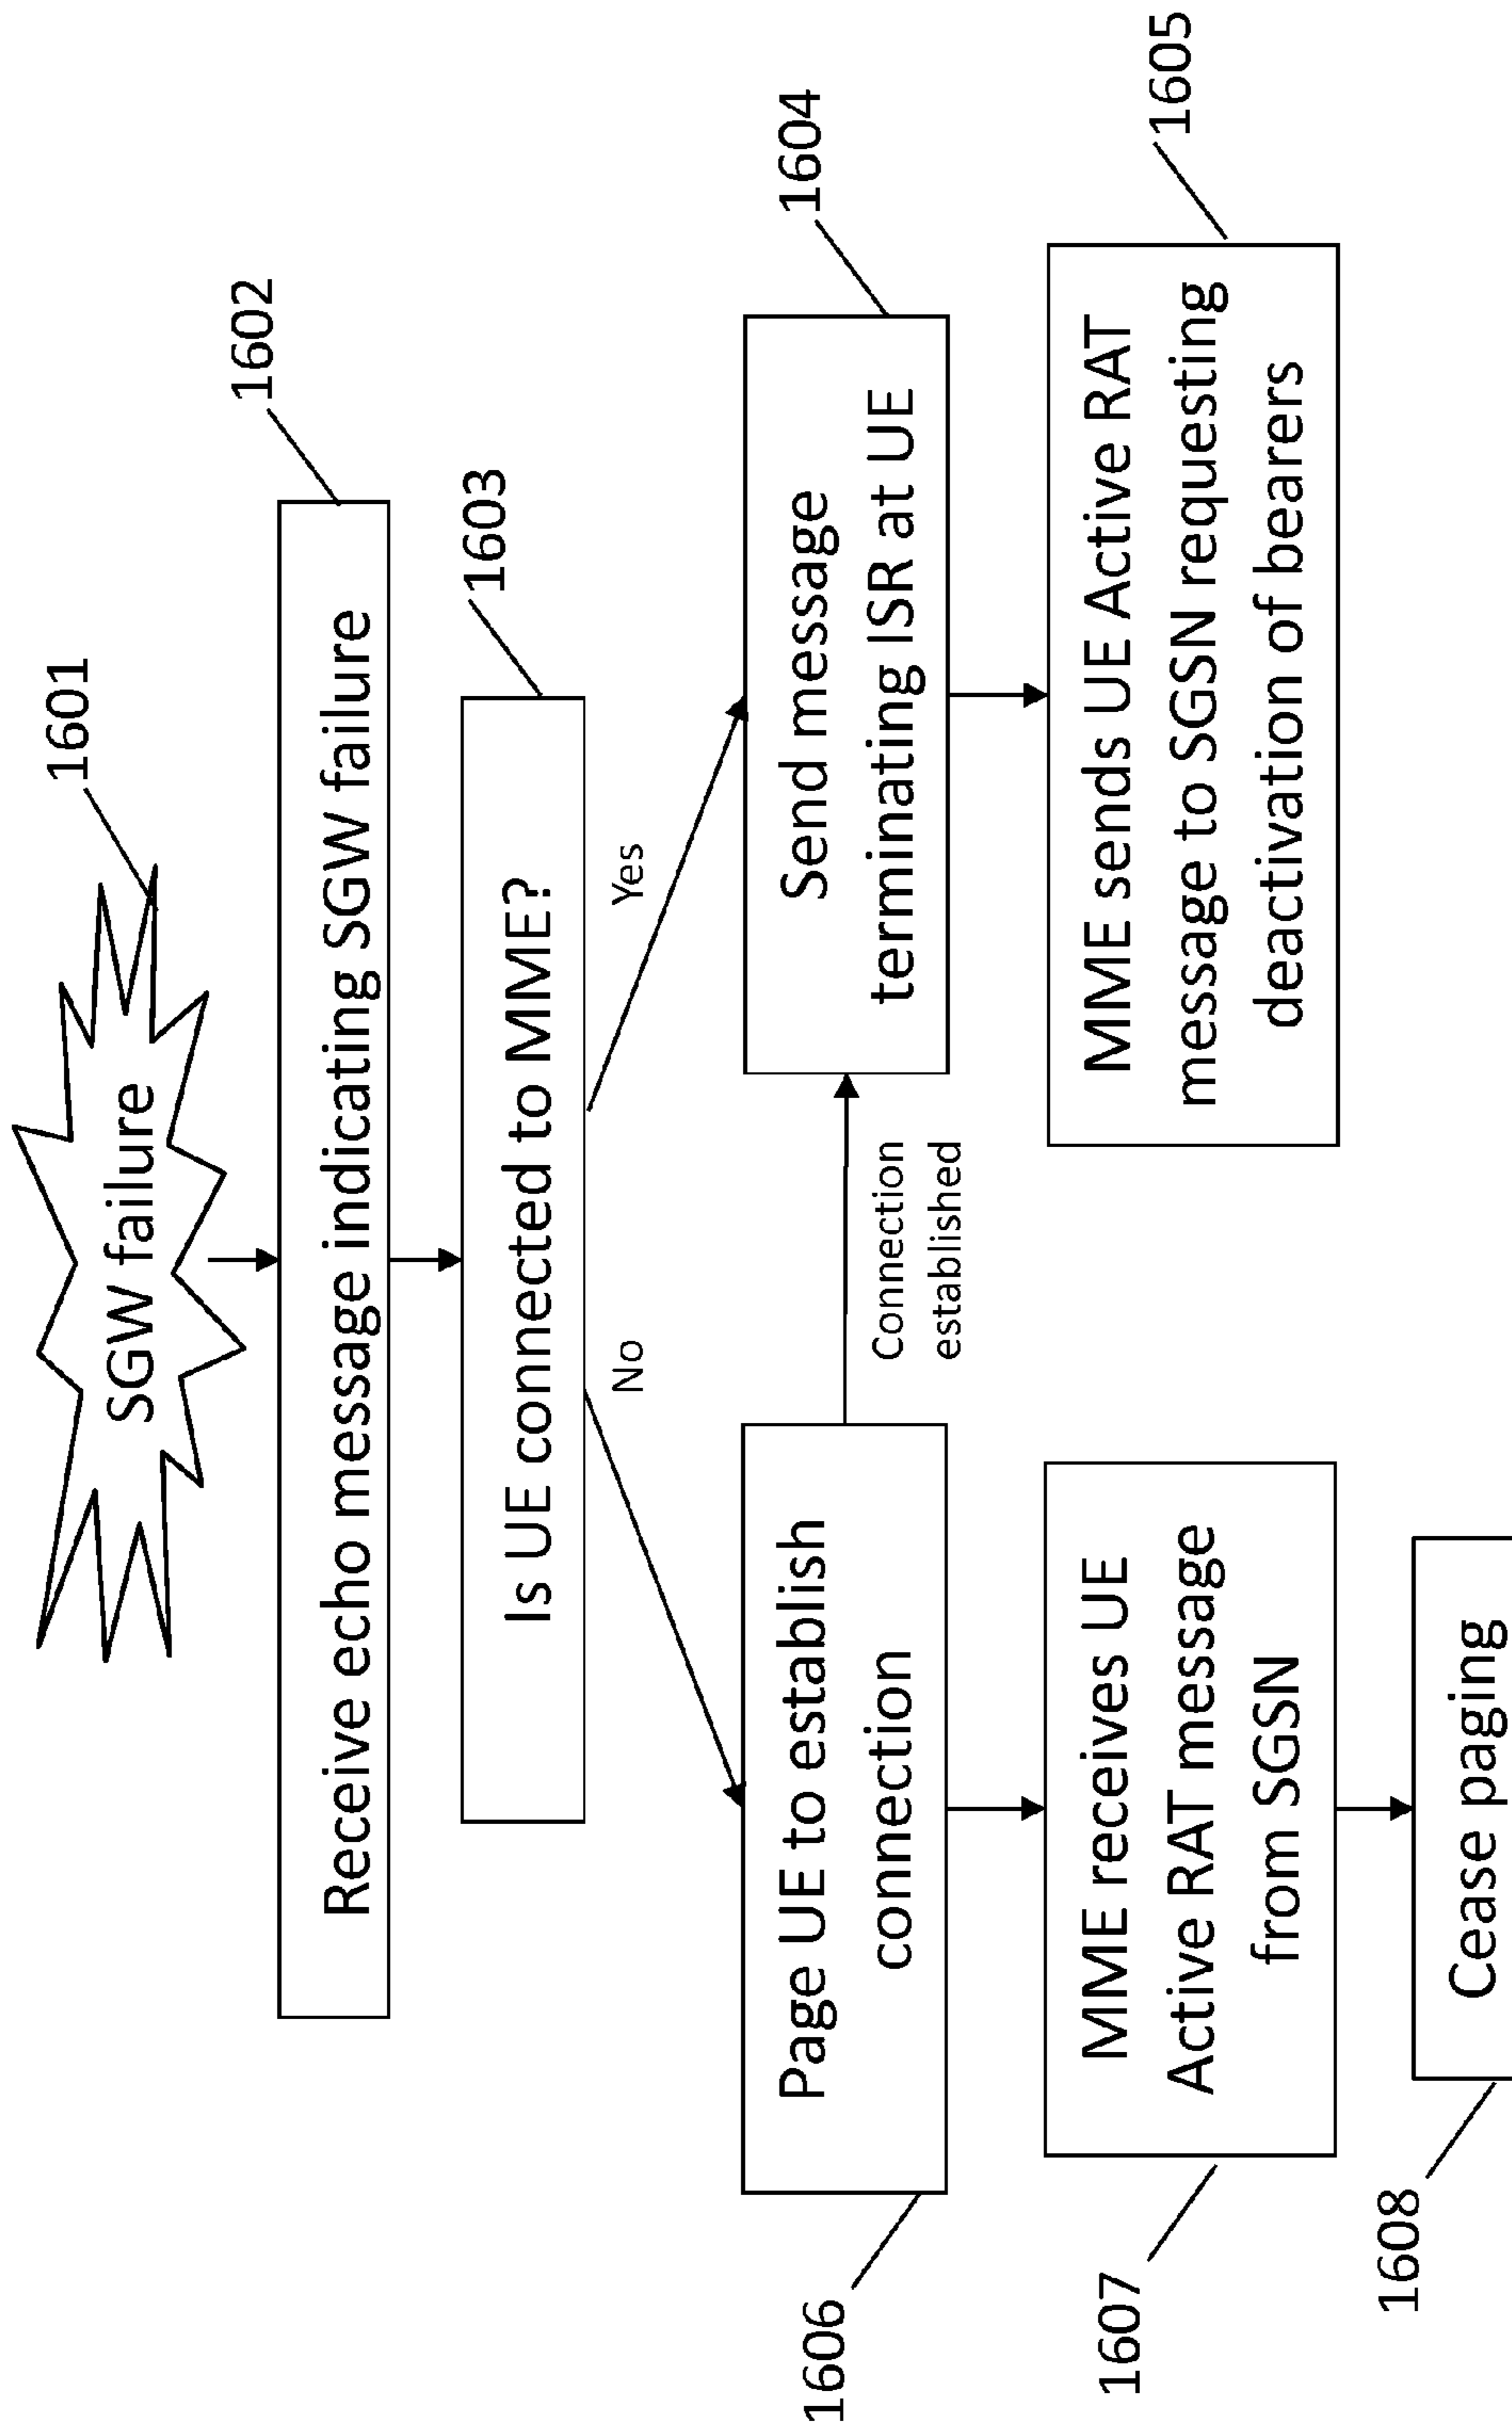 1601
SGW failure
1602
Receive echo message indicating SGW failure
1603
Is UE connected to MME?
No
Yes
1606
Page UE to establish
connection
Connection
established
1604
Send message
terminating ISR at UE
1607
MME receives UE
Active RAT message
from SGSN
1605
MME sends UE Active RAT
message to SGSN requesting
deactivation of bearers
1608
Cease paging